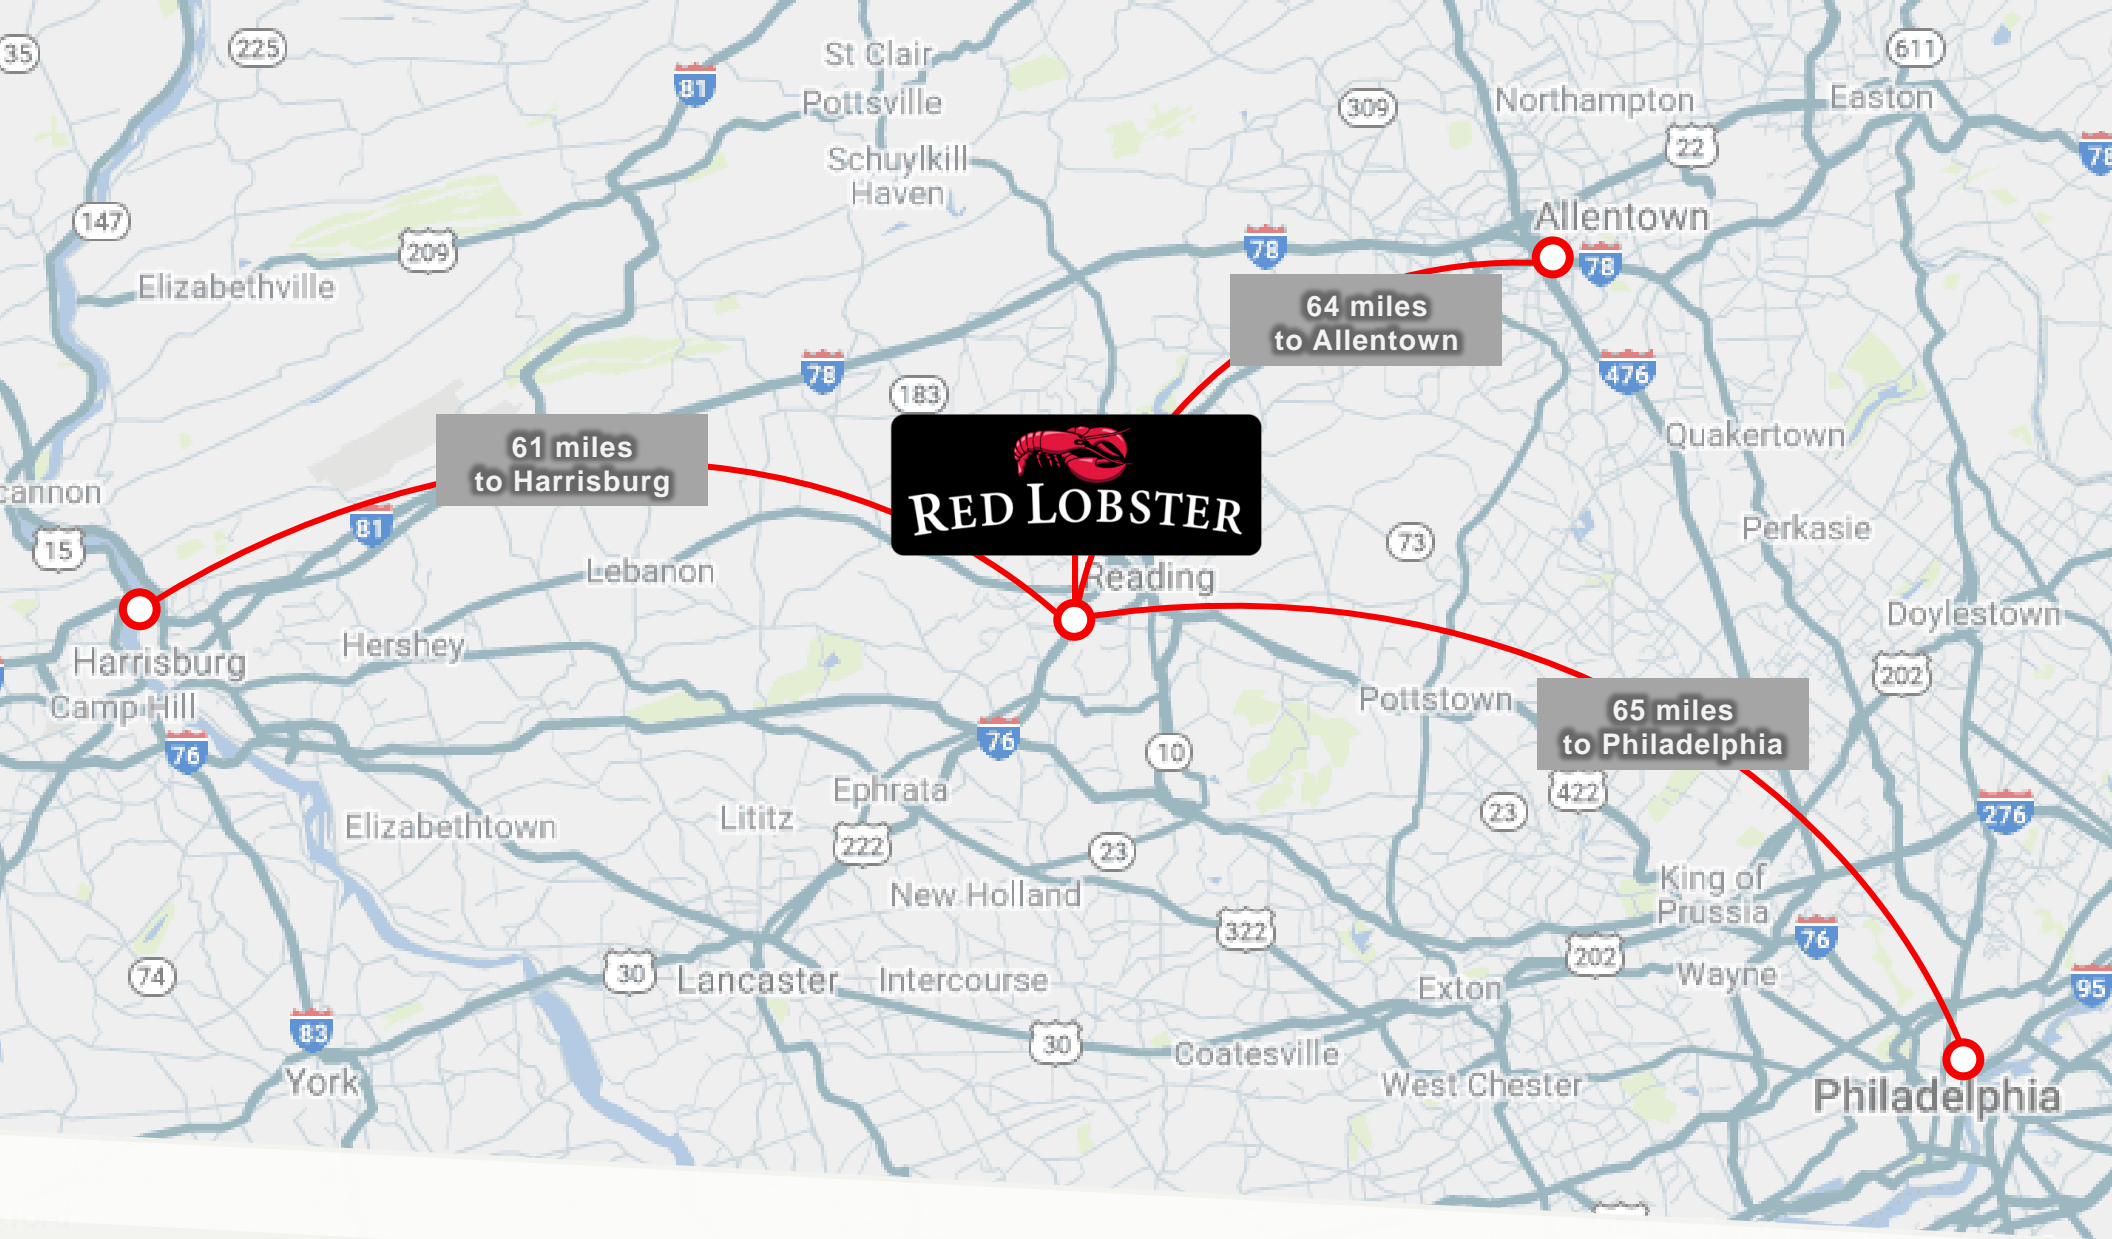 35
225
St Clair
81
Pottsville
309
Northampton
611
Easton
22
78
Schuylkill
Haven
147
209
Allentown
78
78
Elizabethville
64 miles
to Allentown
78
183
476
61 miles
to Harrisburg
RED LOBSTER
Quakertown
cannon
15
81
73
Perkasie
Lebanon
Reading
Doylestown
Harrisburg
Hershey
202
Camp Hill
Pottstown
65 miles
to Philadelphia
76
76
10
422
Ephrata
23
276
Elizabethtown
Lititz
222
23
New Holland
King of
Prussia
322
76
74
30
Lancaster
Intercourse
202
Wayne
Exton
95
83
30
Coatesville
York
West Chester
Philadelphia